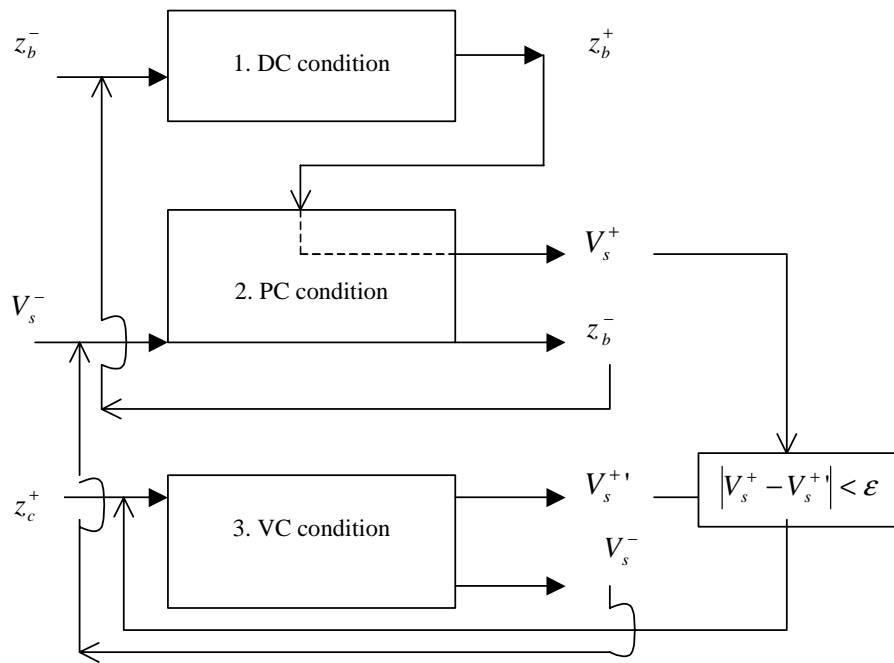 z_b^-
1. DC condition
z_b^+
V_s^+
2. PC condition
V_s^-
z_b^-
z_c^+
3. VC condition
V_s^+'
|V_s^+ - V_s^+'| < ε
V_s^-